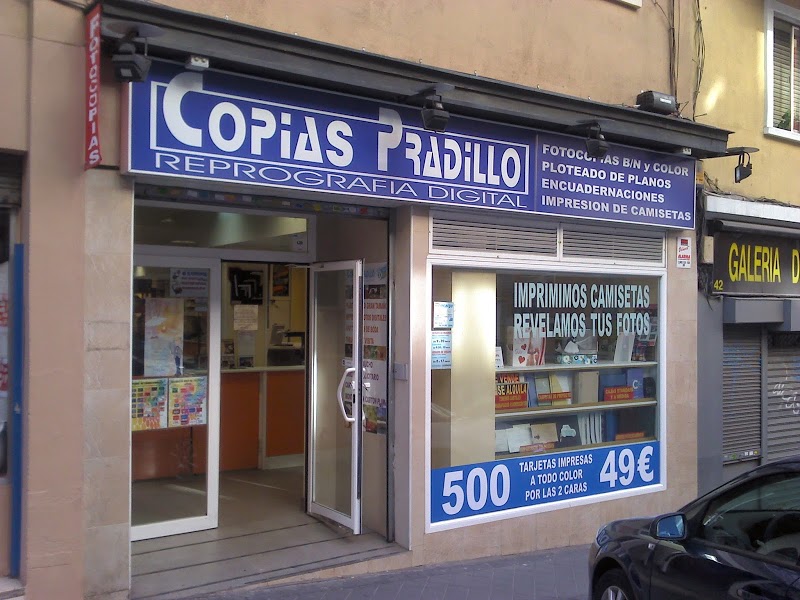 FOTOCOPIAS
COPiAS PRADiLLO
REPROGRAFIA DIGITAL
FOTOCOPIAS B/N y COLOR
PLOTEADO DE PLANOS
ENCUADERNACIONES
IMPRESION DE CAMISETAS
IMPRIMIMOS CAMISETAS
REVELAMOS TUS FOTOS
500
TARJETAS IMPRESAS
A TODO COLOR
POR LAS 2 CARAS
49€
GALERIA D
42